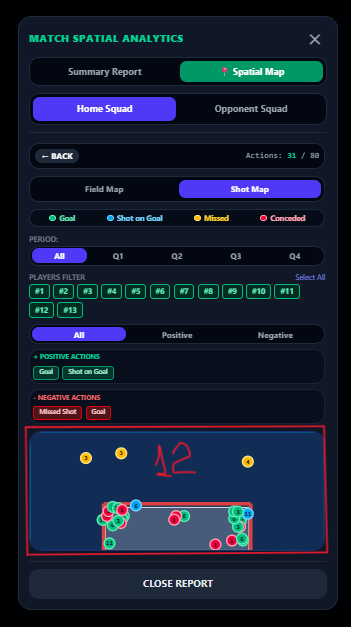 MATCH SPATIAL ANALYTICS
Summary Report
📍 Spatial Map
Home Squad
Opponent Squad
← BACK
Actions: 31 / 80
Field Map
Shot Map
Goal
Shot on Goal
Missed
Conceded
PERIOD:
All
Q1
Q2
Q3
Q4
PLAYERS FILTER
Select All
#1
#2
#3
#4
#5
#6
#7
#8
#9
#10
#11
#12
#13
All
Positive
Negative
+ POSITIVE ACTIONS
Goal
Shot on Goal
- NEGATIVE ACTIONS
Missed Shot
Goal
12
3
3
4
CLOSE REPORT